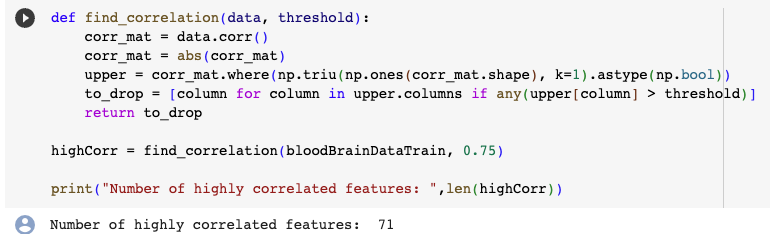 def find_correlation(data, threshold):
    corr_mat = data.corr()
    corr_mat = abs(corr_mat)
    upper = corr_mat.where(np.triu(np.ones(corr_mat.shape), k=1).astype(np.bool))
    to_drop = [column for column in upper.columns if any(upper[column] > threshold)]
    return to_drop
highCorr = find_correlation(bloodBrainDataTrain, 0.75)
print("Number of highly correlated features: ",len(highCorr))
Number of highly correlated features:  71